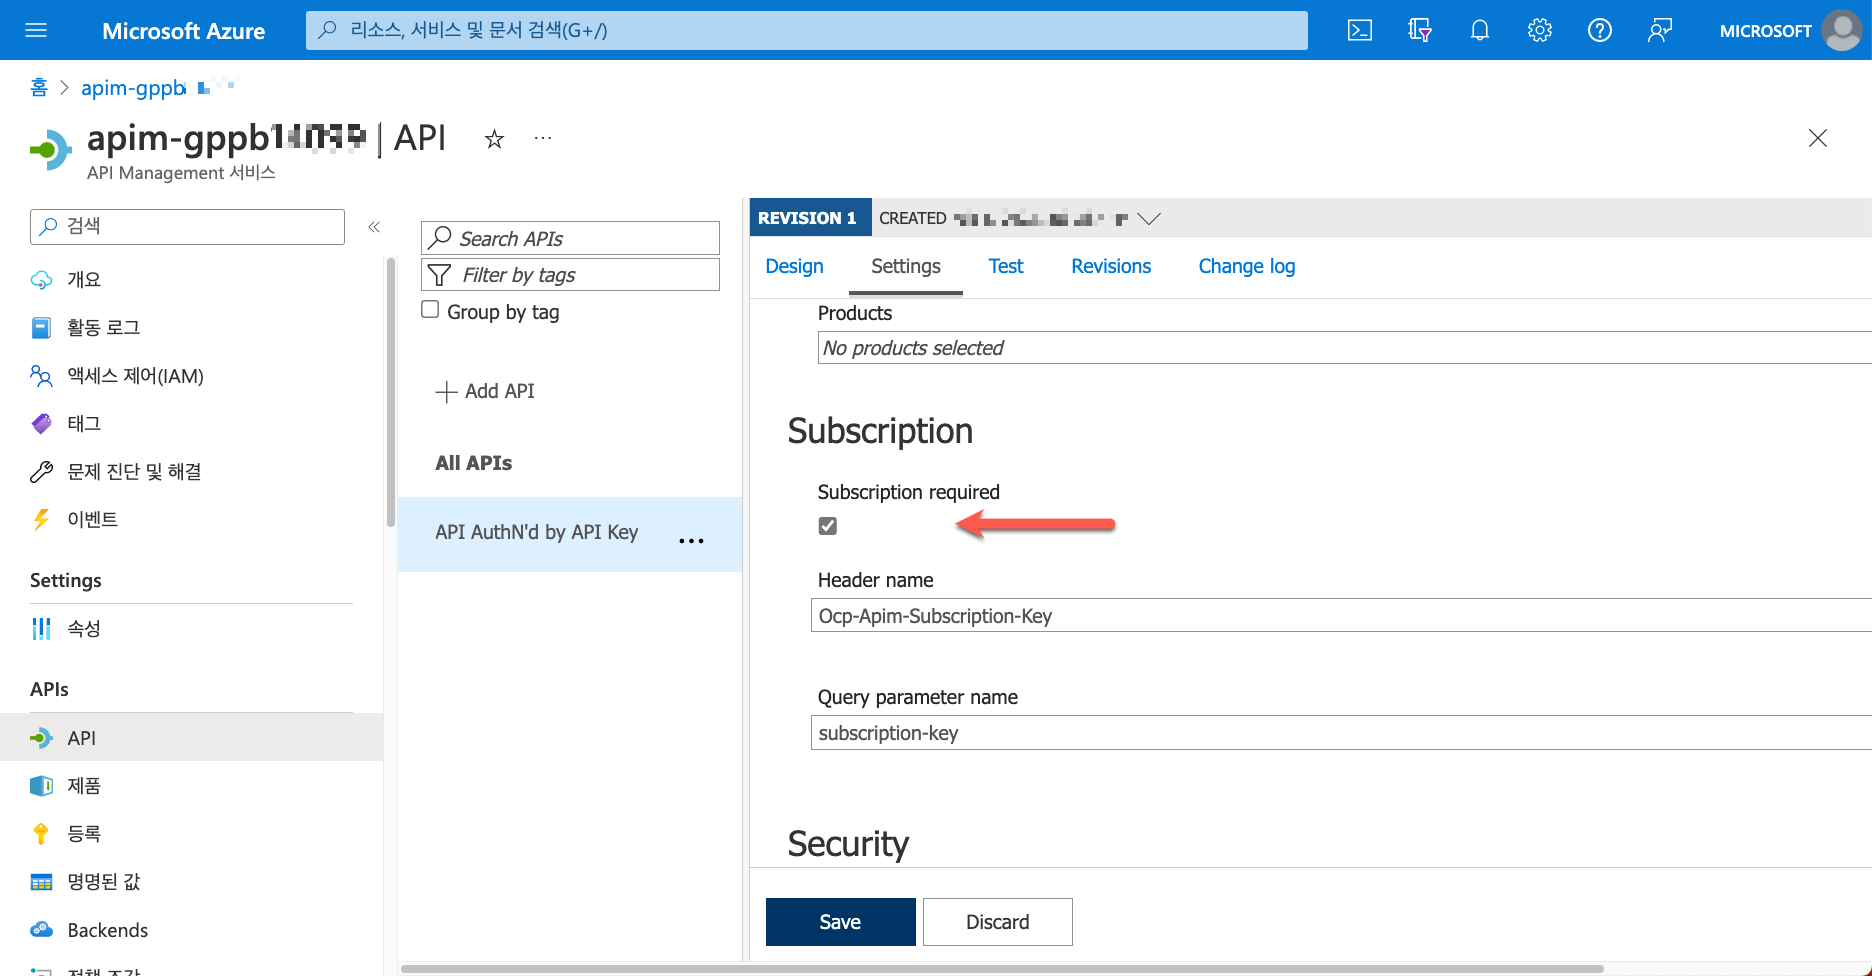 Microsoft Azure
리소스, 서비스 및 문서 검색(G+/)
MICROSOFT
홈 > apim-gppb
apim-gppb | API
API Management 서비스
검색
개요
활동 로그
액세스 제어(IAM)
태그
문제 진단 및 해결
이벤트
Settings
속성
APIs
API
제품
등록
명명된 값
Backends
Search APIs
Filter by tags
Group by tag
Add API
All APIs
API AuthN'd by API Key
REVISION 1
CREATED
Design
Settings
Test
Revisions
Change log
Products
No products selected
Subscription
Subscription required
Header name
Ocp-Apim-Subscription-Key
Query parameter name
subscription-key
Security
Save
Discard